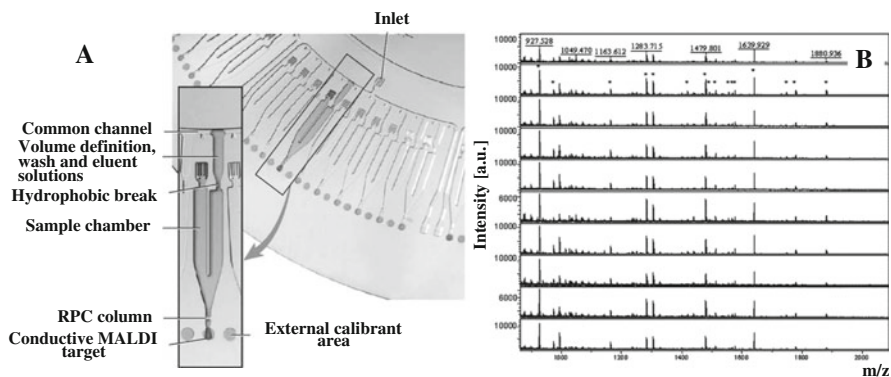 A
Inlet
Common channel
Volume definition,
wash and eluent
solutions
Hydrophobic break
Sample chamber
RPC column
Conductive MALDI
target
External calibrant
area
B
Intensity [a.u.]
927.528
1049.470
1163.612
1283.715
1479.801
1639.929
1880.936
10000
10000
10000
10000
10000
6000
10000
10000
6000
10000
1000
1200
1400
1600
1800
2000
m/z